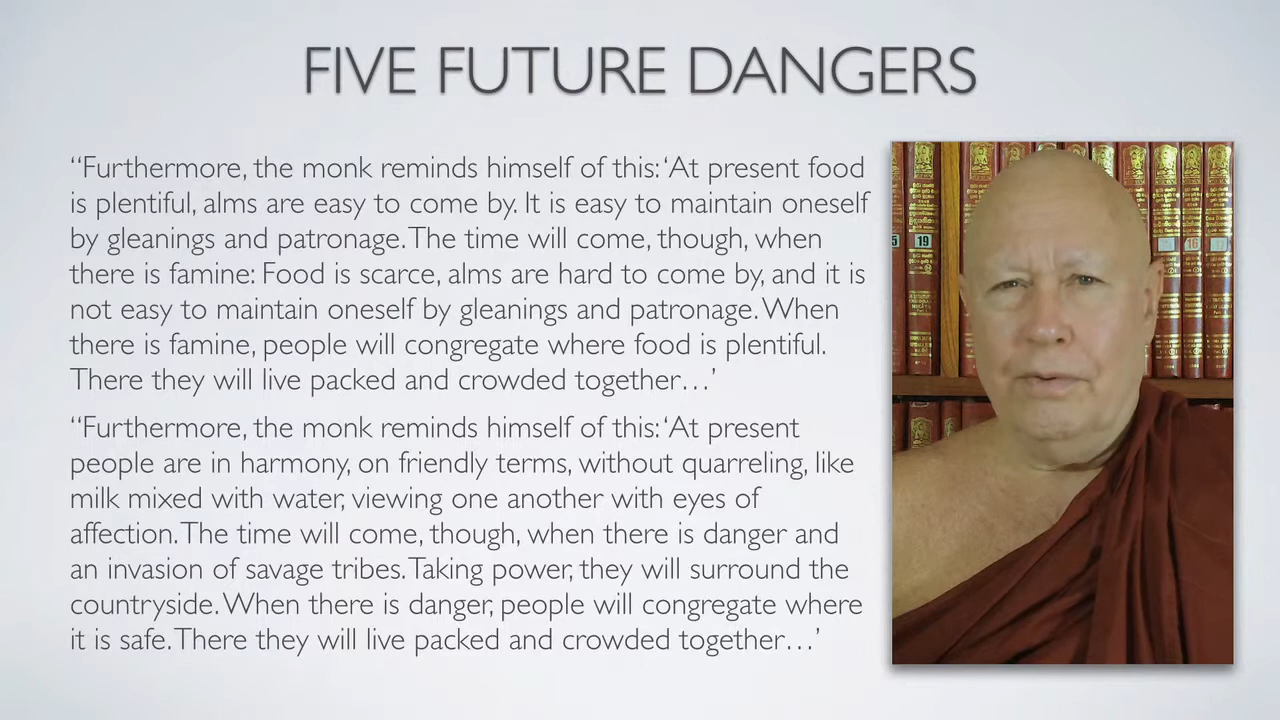 FIVE FUTURE DANGERS
“Furthermore, the monk reminds himself of this: ‘At present food
is plentiful, alms are easy to come by. It is easy to maintain oneself
by gleanings and patronage. The time will come, though, when
there is famine: Food is scarce, alms are hard to come by, and it is
not easy to maintain oneself by gleanings and patronage. When
there is famine, people will congregate where food is plentiful.
There they will live packed and crowded together…’
“Furthermore, the monk reminds himself of this: ‘At present
people are in harmony, on friendly terms, without quarreling, like
milk mixed with water, viewing one another with eyes of
affection. The time will come, though, when there is danger and
an invasion of savage tribes. Taking power, they will surround the
countryside. When there is danger, people will congregate where
it is safe. There they will live packed and crowded together…’
19
16